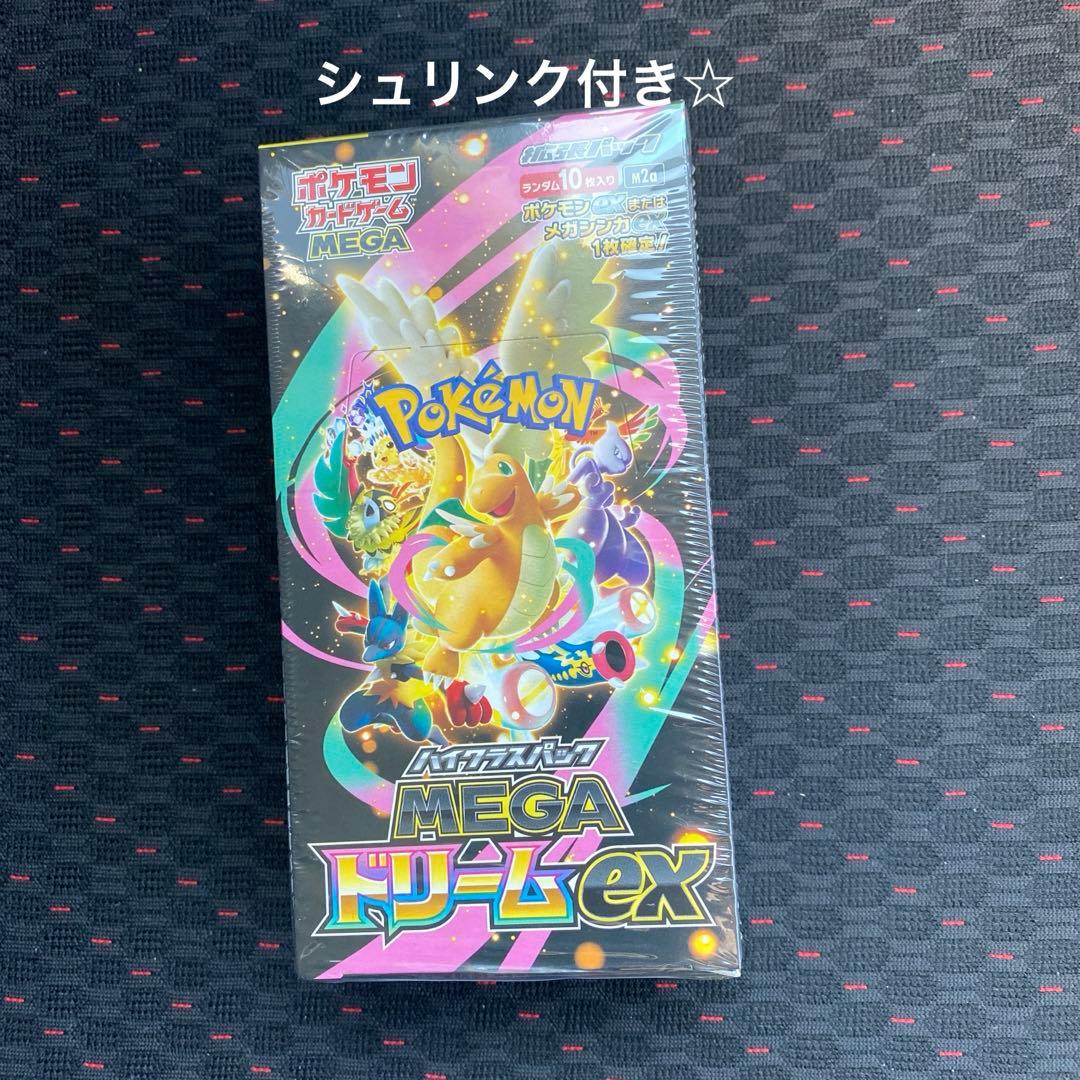 シュリンク付き☆
ポケモン
カードゲーム
MEGA
拡張パック
ランダム10枚入り M2a
ポケモンexまたは
メガシンカex
1枚確定!!
POKÉMON
ハイクラスパック
MEGA
ドリームex